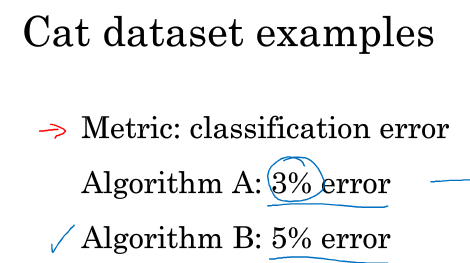 Cat dataset examples
Metric: classification error
Algorithm A: 3% error
Algorithm B: 5% error